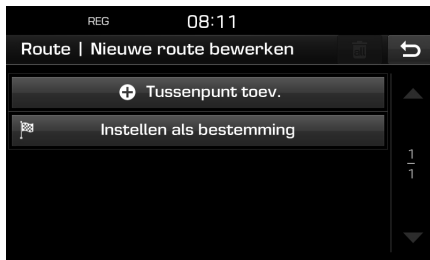 REG 08:11
Route | Nieuwe route bewerken
Tussenpunt toev.
Instellen als bestemming
1
1